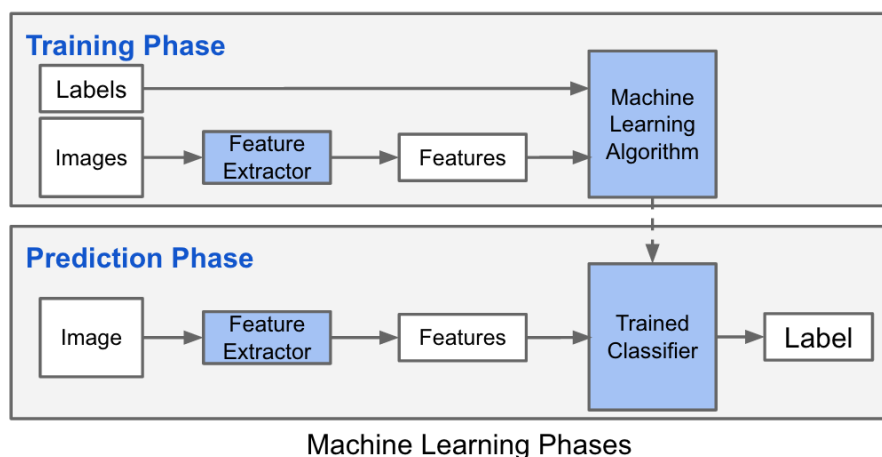 Training Phase
Labels
Images
Feature
Extractor
Features
Machine
Learning
Algorithm
Prediction Phase
Image
Feature
Extractor
Features
Trained
Classifier
Label
Machine Learning Phases